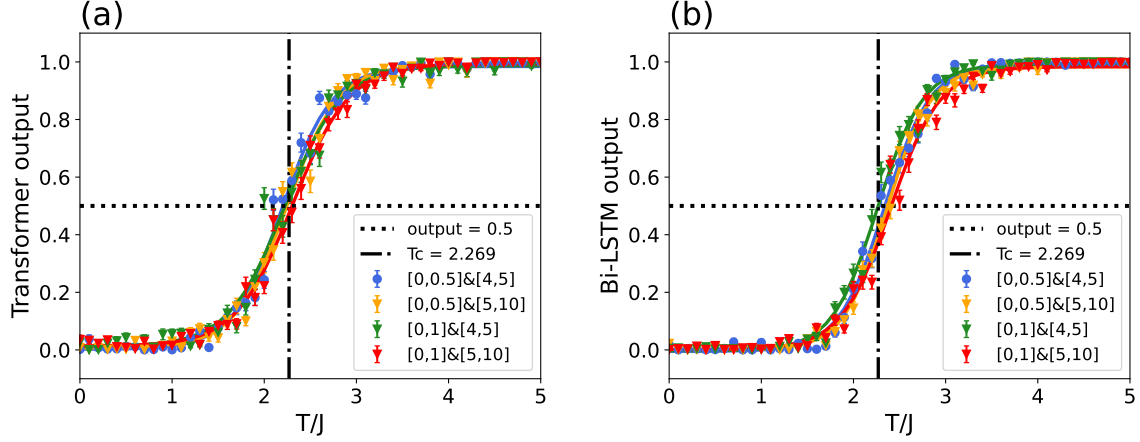 (a)
Transformer output
1.0
0.8
0.6
0.4
0.2
0.0
output = 0.5
Tc = 2.269
[0,0.5]&[4,5]
[0,0.5]&[5,10]
[0,1]&[4,5]
[0,1]&[5,10]
0 1 2 3 4 5
T/J
(b)
Bi-LSTM output
1.0
0.8
0.6
0.4
0.2
0.0
output = 0.5
Tc = 2.269
[0,0.5]&[4,5]
[0,0.5]&[5,10]
[0,1]&[4,5]
[0,1]&[5,10]
0 1 2 3 4 5
T/J